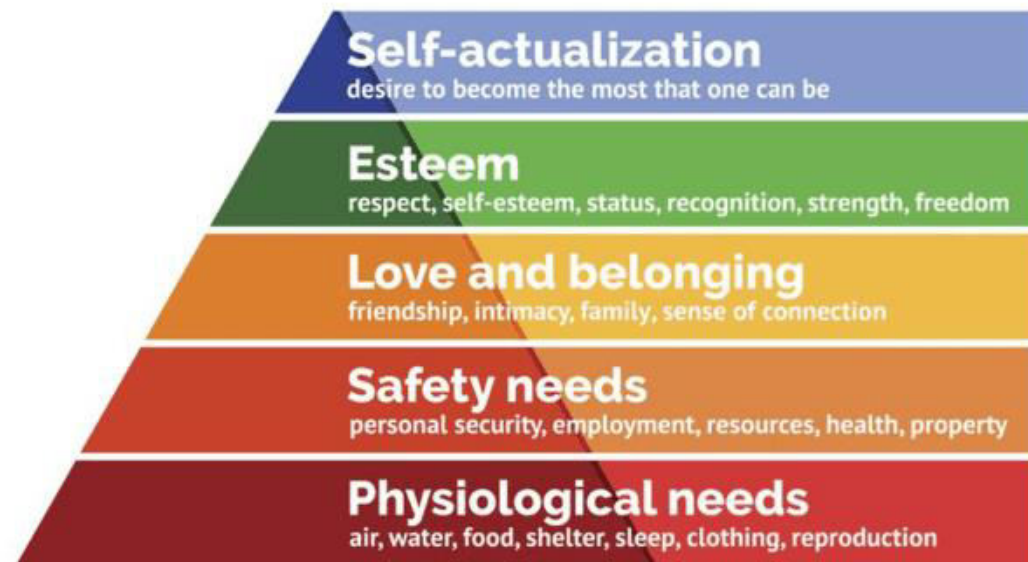 Self-actualization
desire to become the most that one can be
Esteem
respect, self-esteem, status, recognition, strength, freedom
Love and belonging
friendship, intimacy, family, sense of connection
Safety needs
personal security, employment, resources, health, property
Physiological needs
air, water, food, shelter, sleep, clothing, reproduction